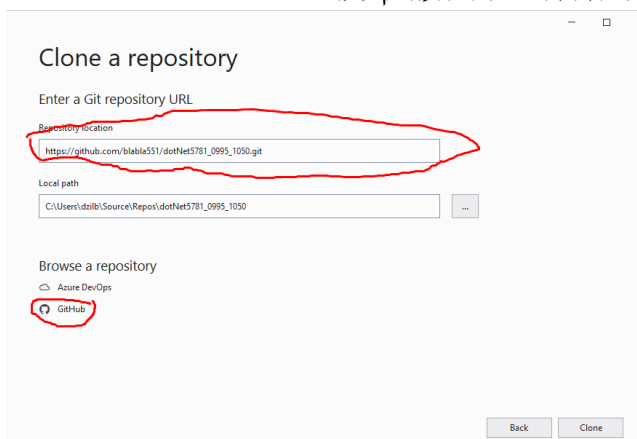 Clone a repository
Enter a Git repository URL
Repository location
https://github.com/blabla551/dotNet5781_0995_1050.git
Local path
C:\Users\dzilb\Source\Repos\dotNet5781_0995_1050
...
Browse a repository
Azure DevOps
GitHub
Back
Clone